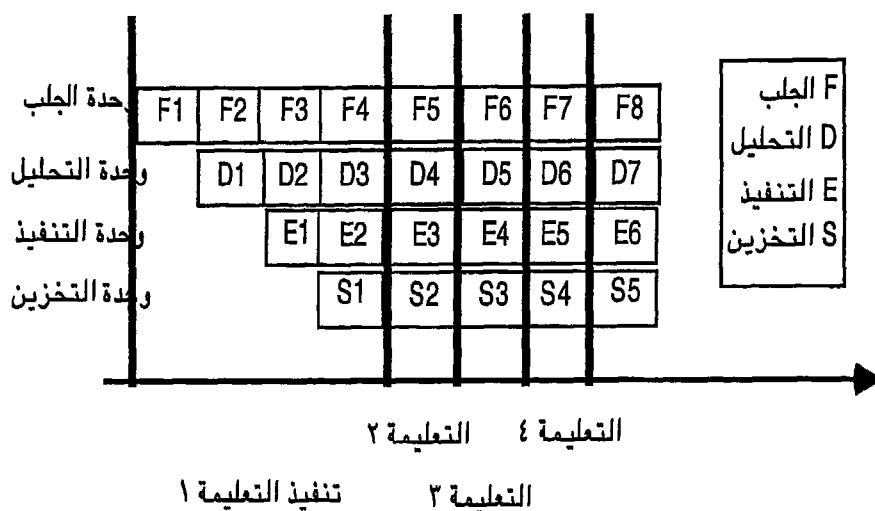 وحدة الجلب F1 F2 F3 F4 F5 F6 F7 F8
وحدة التحليل D1 D2 D3 D4 D5 D6 D7
وحدة التنفيذ E1 E2 E3 E4 E5 E6
وحدة التخزين S1 S2 S3 S4 S5
F الجلب
D التحليل
E التنفيذ
S التخزين
التعليمة ٢ التعليمة ٤
تنفيذ التعليمة ١ التعليمة ٣